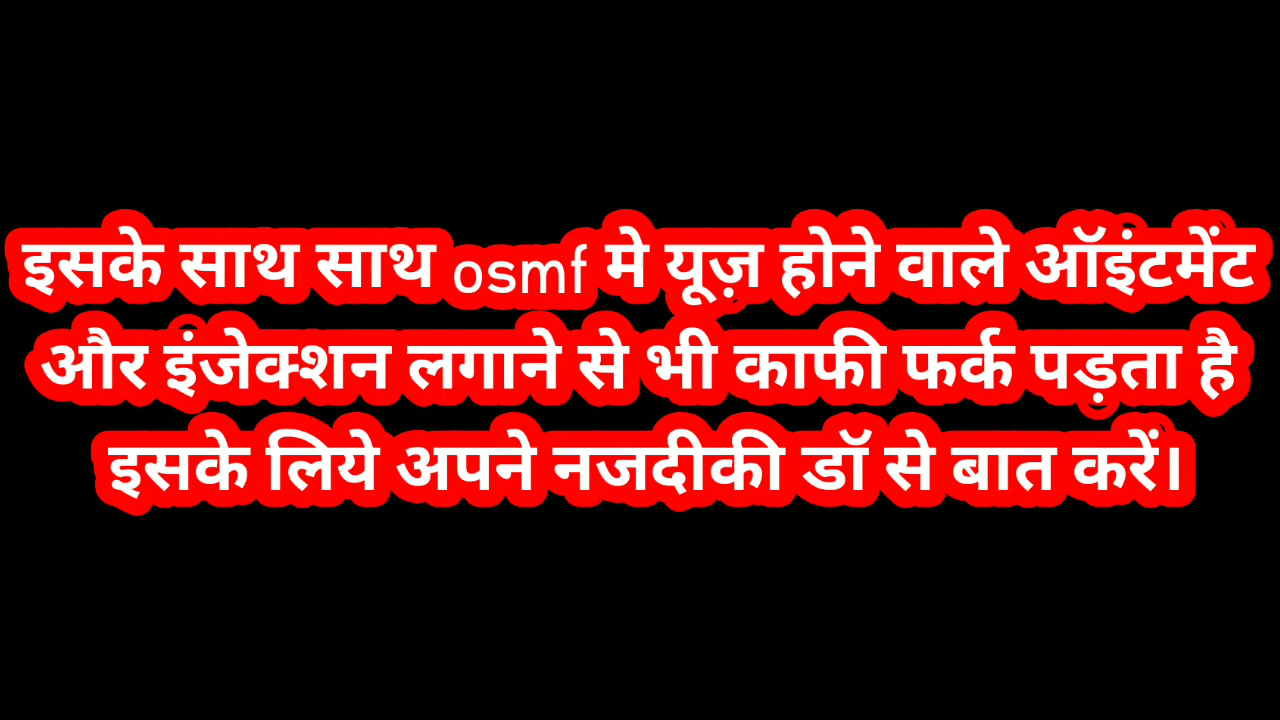 इसके साथ साथ osmf मे यूज़ होने वाले ऑइंटमेंट
और इंजेक्शन लगाने से भी काफी फर्क पड़ता है
इसके लिये अपने नजदीकी डॉ से बात करें।